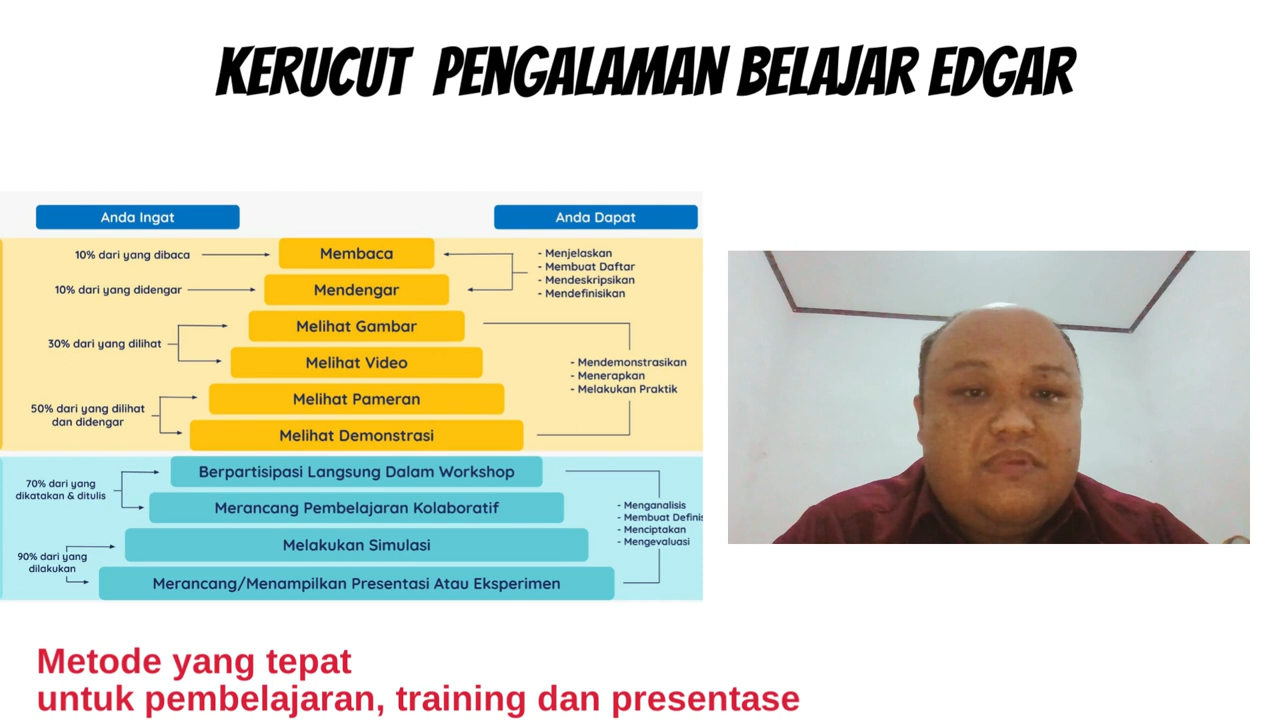 KERUCUT PENGALAMAN BELAJAR EDGAR
Anda Ingat
Anda Dapat
10% dari yang dibaca
Membaca
- Menjelaskan
- Membuat Daftar
- Mendeskripsikan
- Mendefinisikan
10% dari yang didengar
Mendengar
30% dari yang dilihat
Melihat Gambar
Melihat Video
- Mendemonstrasikan
- Menerapkan
- Melakukan Praktik
50% dari yang dilihat
dan didengar
Melihat Pameran
Melihat Demonstrasi
70% dari yang
dikatakan & ditulis
Berpartisipasi Langsung Dalam Workshop
Merancang Pembelajaran Kolaboratif
- Menganalisis
- Membuat Definis
- Menciptakan
- Mengevaluasi
90% dari yang
dilakukan
Melakukan Simulasi
Merancang/Menampilkan Presentasi Atau Eksperimen
Metode yang tepat
untuk pembelajaran, training dan presentase